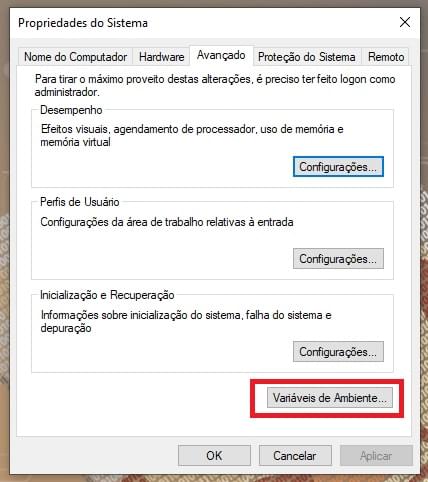 Propriedades do Sistema
Nome do Computador
Hardware
Avançado
Proteção do Sistema
Remoto
Para tirar o máximo proveito destas alterações, é preciso ter feito logon como
administrador.
Desempenho
Efeitos visuais, agendamento de processador, uso de memória e
memória virtual
Configurações...
Perfis de Usuário
Configurações da área de trabalho relativas à entrada
Configurações...
Inicialização e Recuperação
Informações sobre inicialização do sistema, falha do sistema e
depuração
Configurações...
Variáveis de Ambiente...
OK
Cancelar
Aplicar